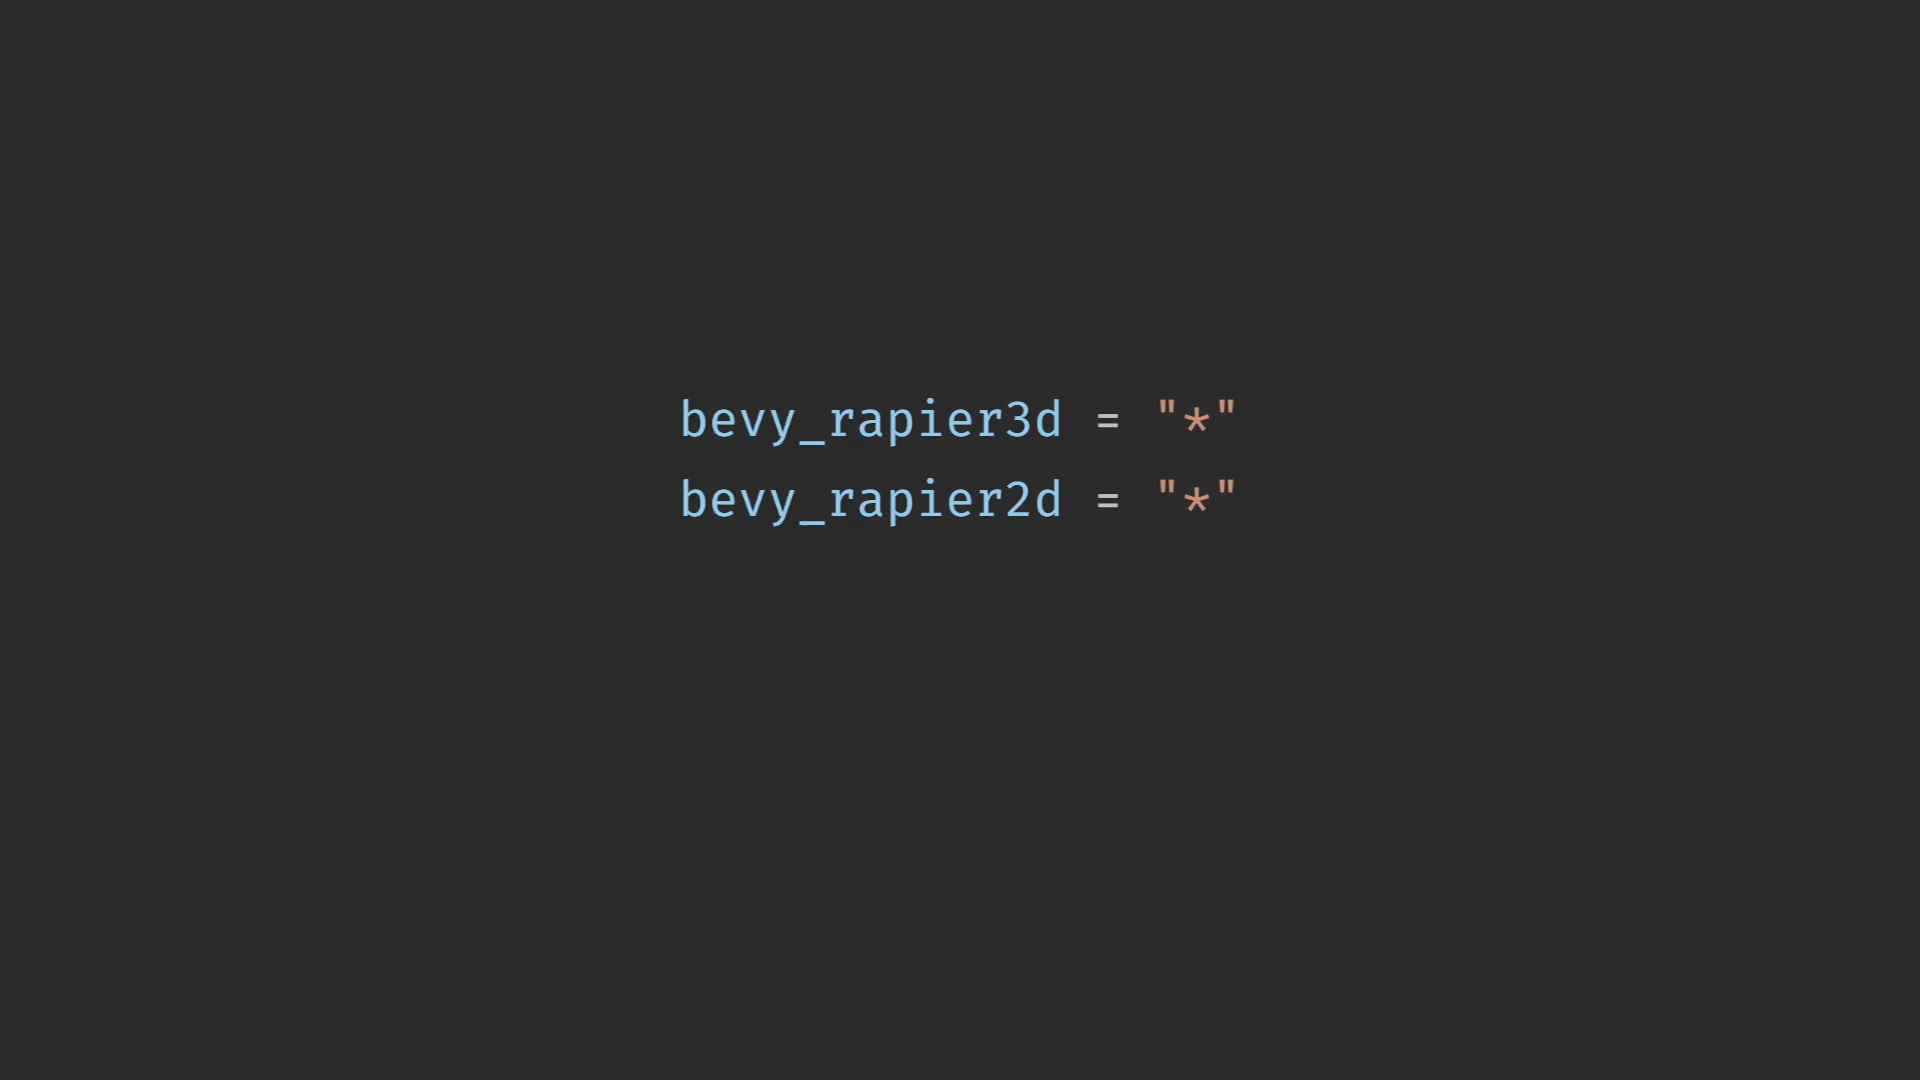 bevy_rapier3d = "*"
bevy_rapier2d = "*"